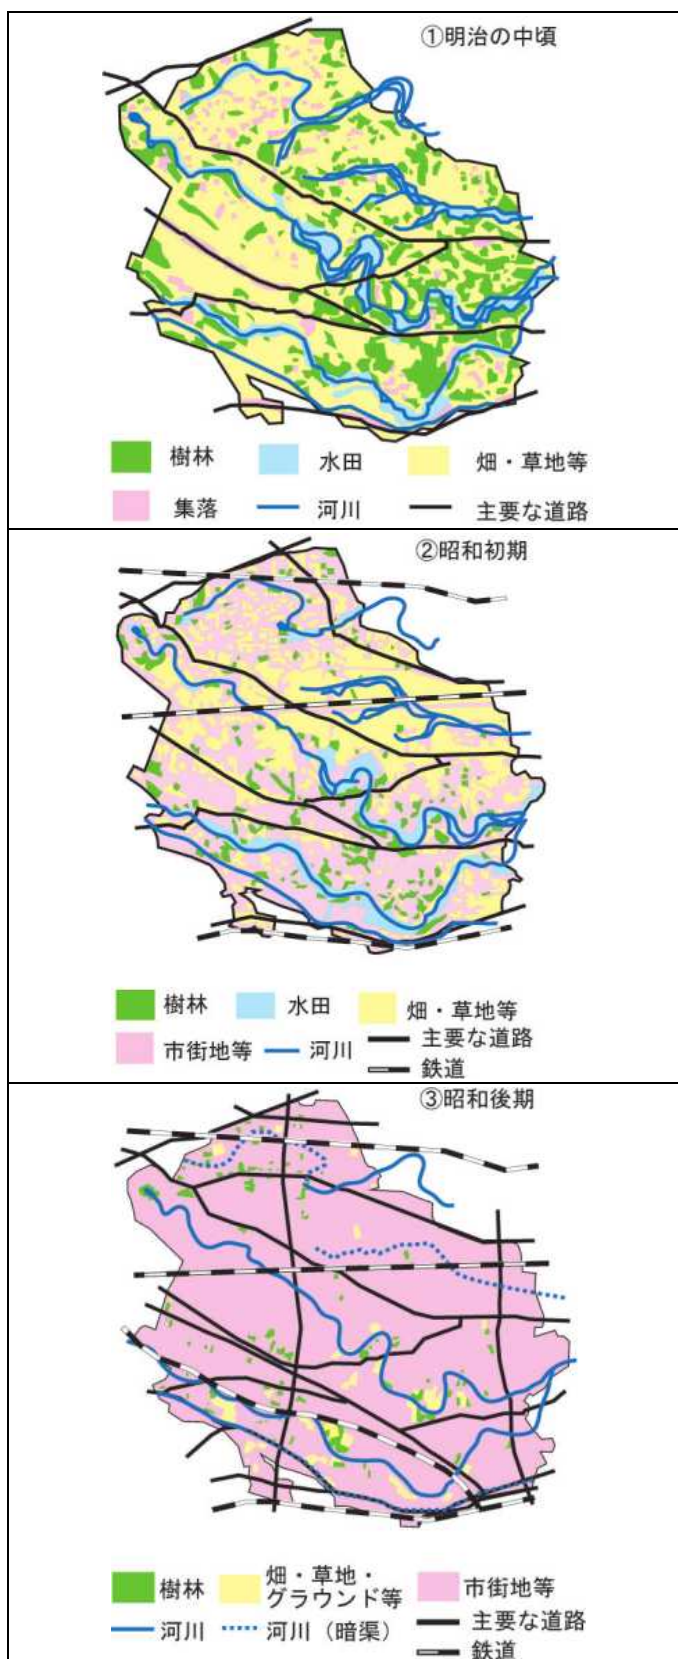 ①明治の中頃
樹林 水田 畑・草地等
集落 河川 主要な道路
②昭和初期
樹林 水田 畑・草地等
市街地等 河川 主要な道路
鉄道
③昭和後期
樹林 畑・草地・
グラウンド等 市街地等
河川 河川(暗渠) 主要な道路
鉄道